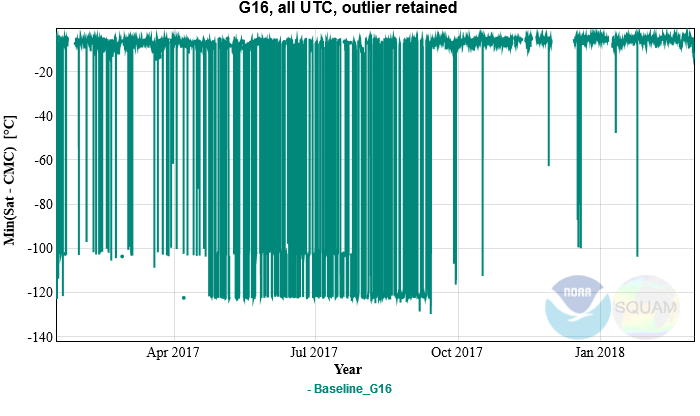 G16, all UTC, outlier retained
Min(Sat - CMC) [°C]
-20
-40
-60
-80
-100
-120
-140
NOAA
SQUAM
Apr 2017 Jul 2017 Oct 2017 Jan 2018
Year
- Baseline_G16